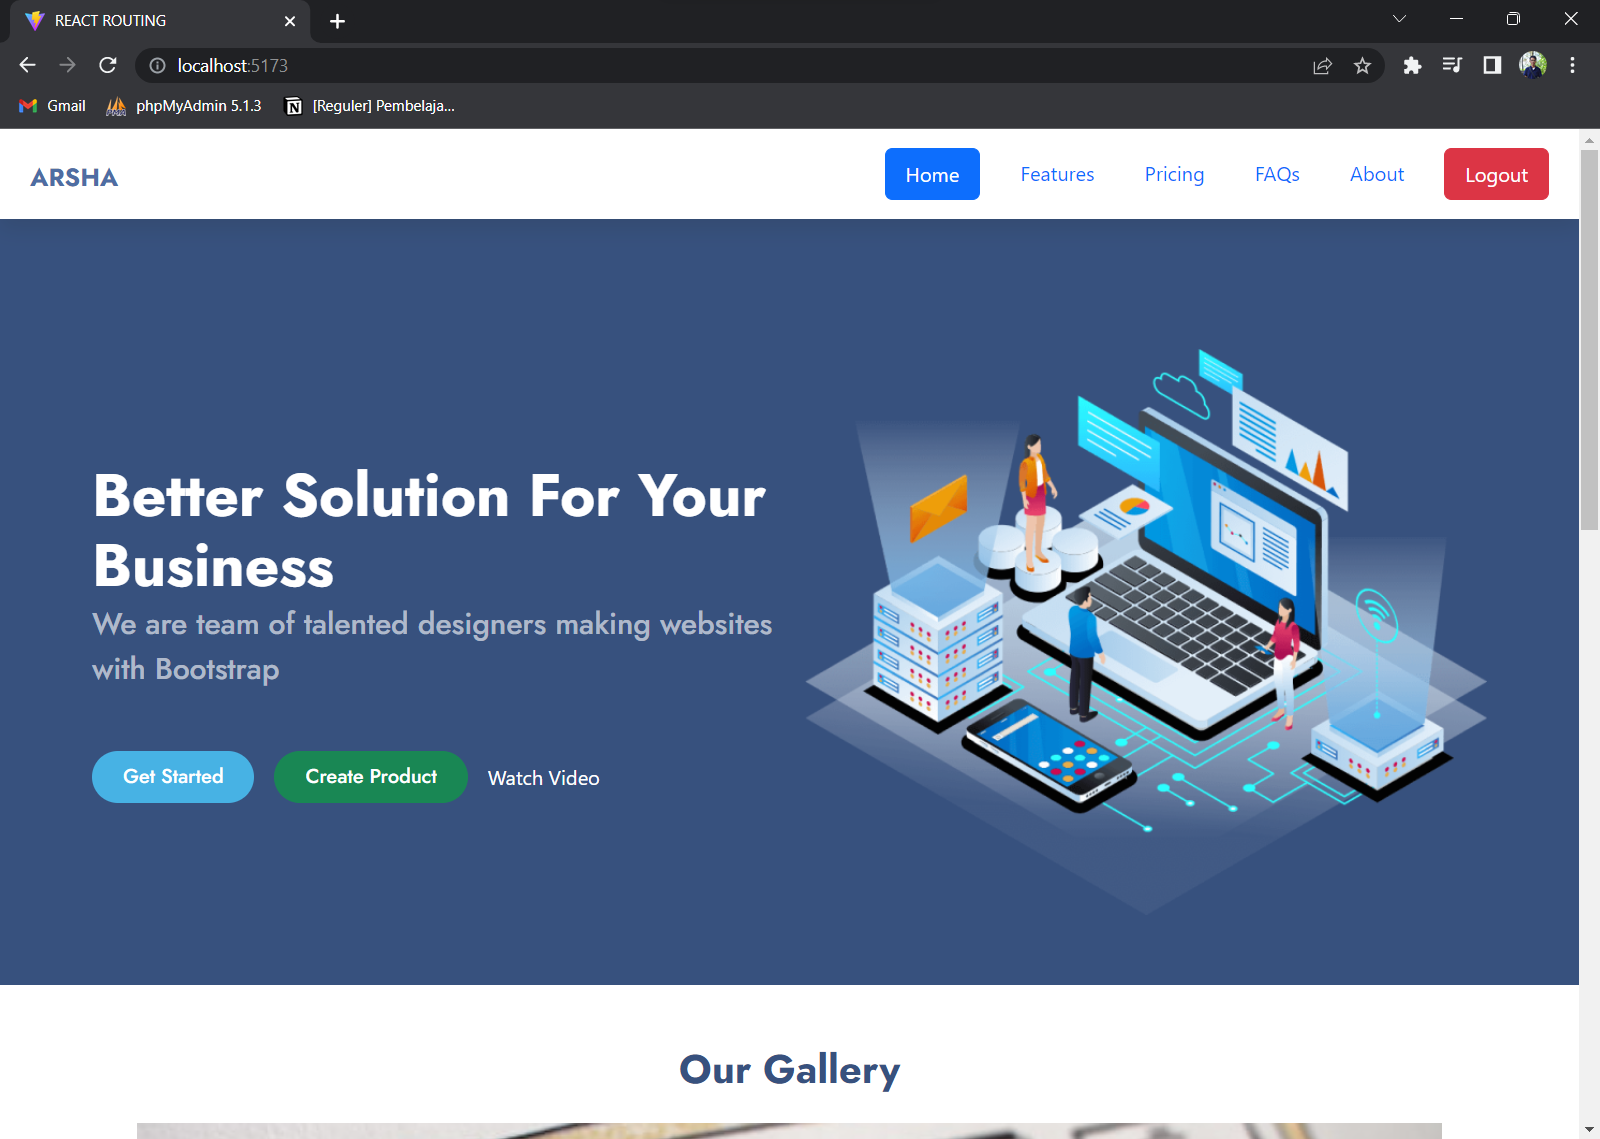 REACT ROUTING
localhost:5173
Gmail
phpMyAdmin 5.1.3
[Reguler] Pembelaja...
ARSHA
Home
Features
Pricing
FAQs
About
Logout
Better Solution For Your
Business
We are team of talented designers making websites
with Bootstrap
Get Started
Create Product
Watch Video
Our Gallery